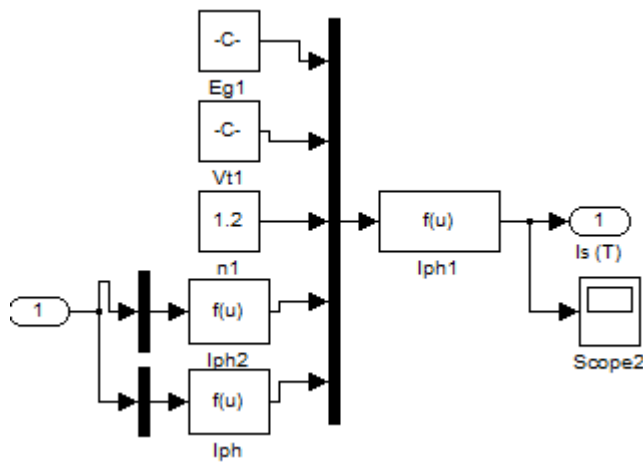 -C-
Eg1
-C-
Vt1
1.2
n1
f(u)
Iph1
1
Is (T)
Scope2
1
f(u)
Iph2
f(u)
Iph